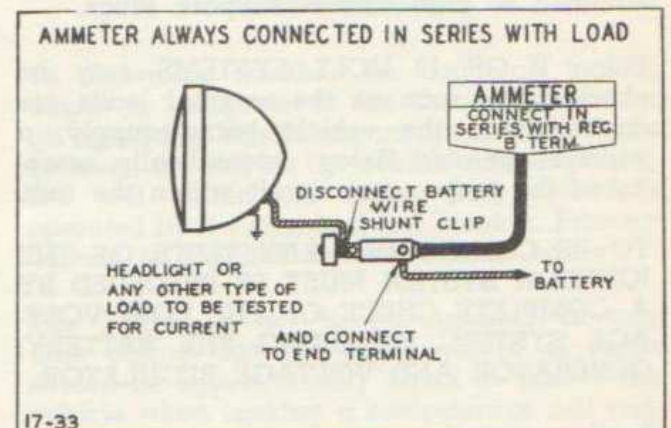 AMMETER ALWAYS CONNECTED IN SERIES WITH LOAD
AMMETER
CONNECT IN
SERIES WITH REG.
"B" TERM.
DISCONNECT BATTERY
WIRE
SHUNT CLIP
HEADLIGHT OR
ANY OTHER TYPE OF
LOAD TO BE TESTED
FOR CURRENT
TO
BATTERY
AND CONNECT
TO END TERMINAL
17-33